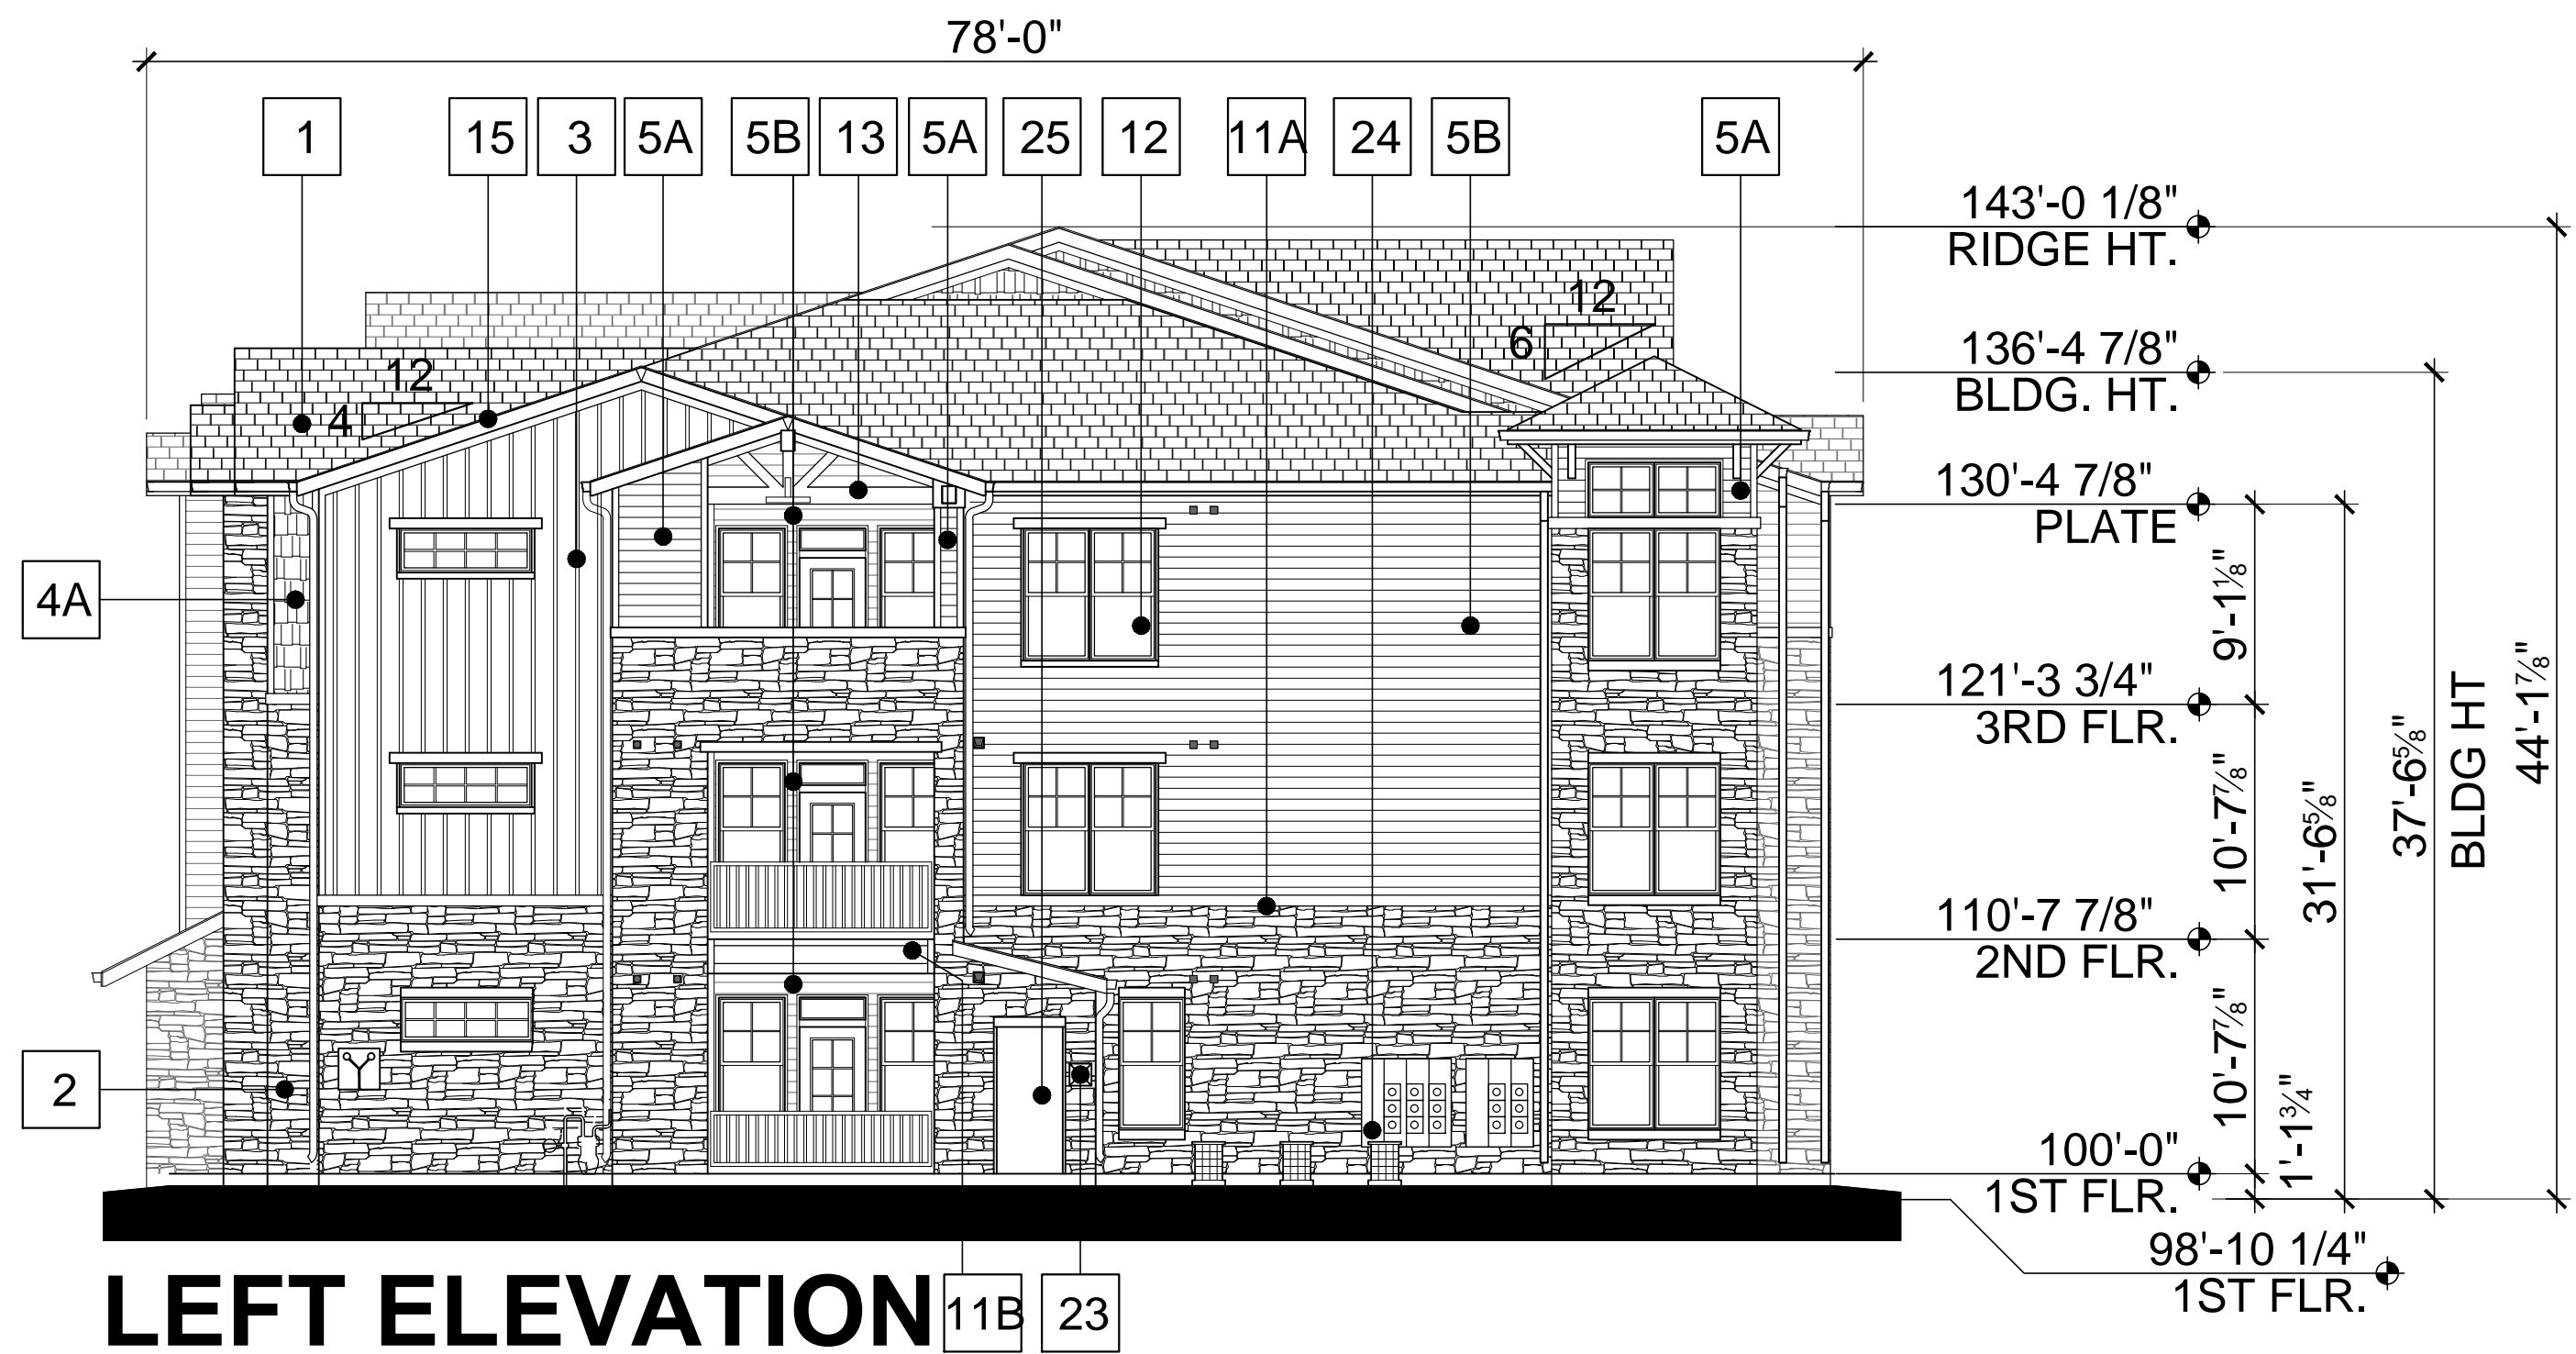 78'-0"
1
15
3
5A
5B
13
5A
25
12
11A
24
5B
5A
143'-0 1/8"
RIDGE HT.
12
6
136'-4 7/8"
BLDG. HT.
12
4
130'-4 7/8"
PLATE
4A
9'-1⅛"
121'-3 3/4"
3RD FLR.
10'-7⅞"
31'-6⅝"
37'-6⅝"
BLDG HT
44'-1⅞"
110'-7 7/8"
2ND FLR.
10'-7⅞"
2
1'-1¾"
100'-0"
1ST FLR.
98'-10 1/4"
1ST FLR.
LEFT ELEVATION
11B
23